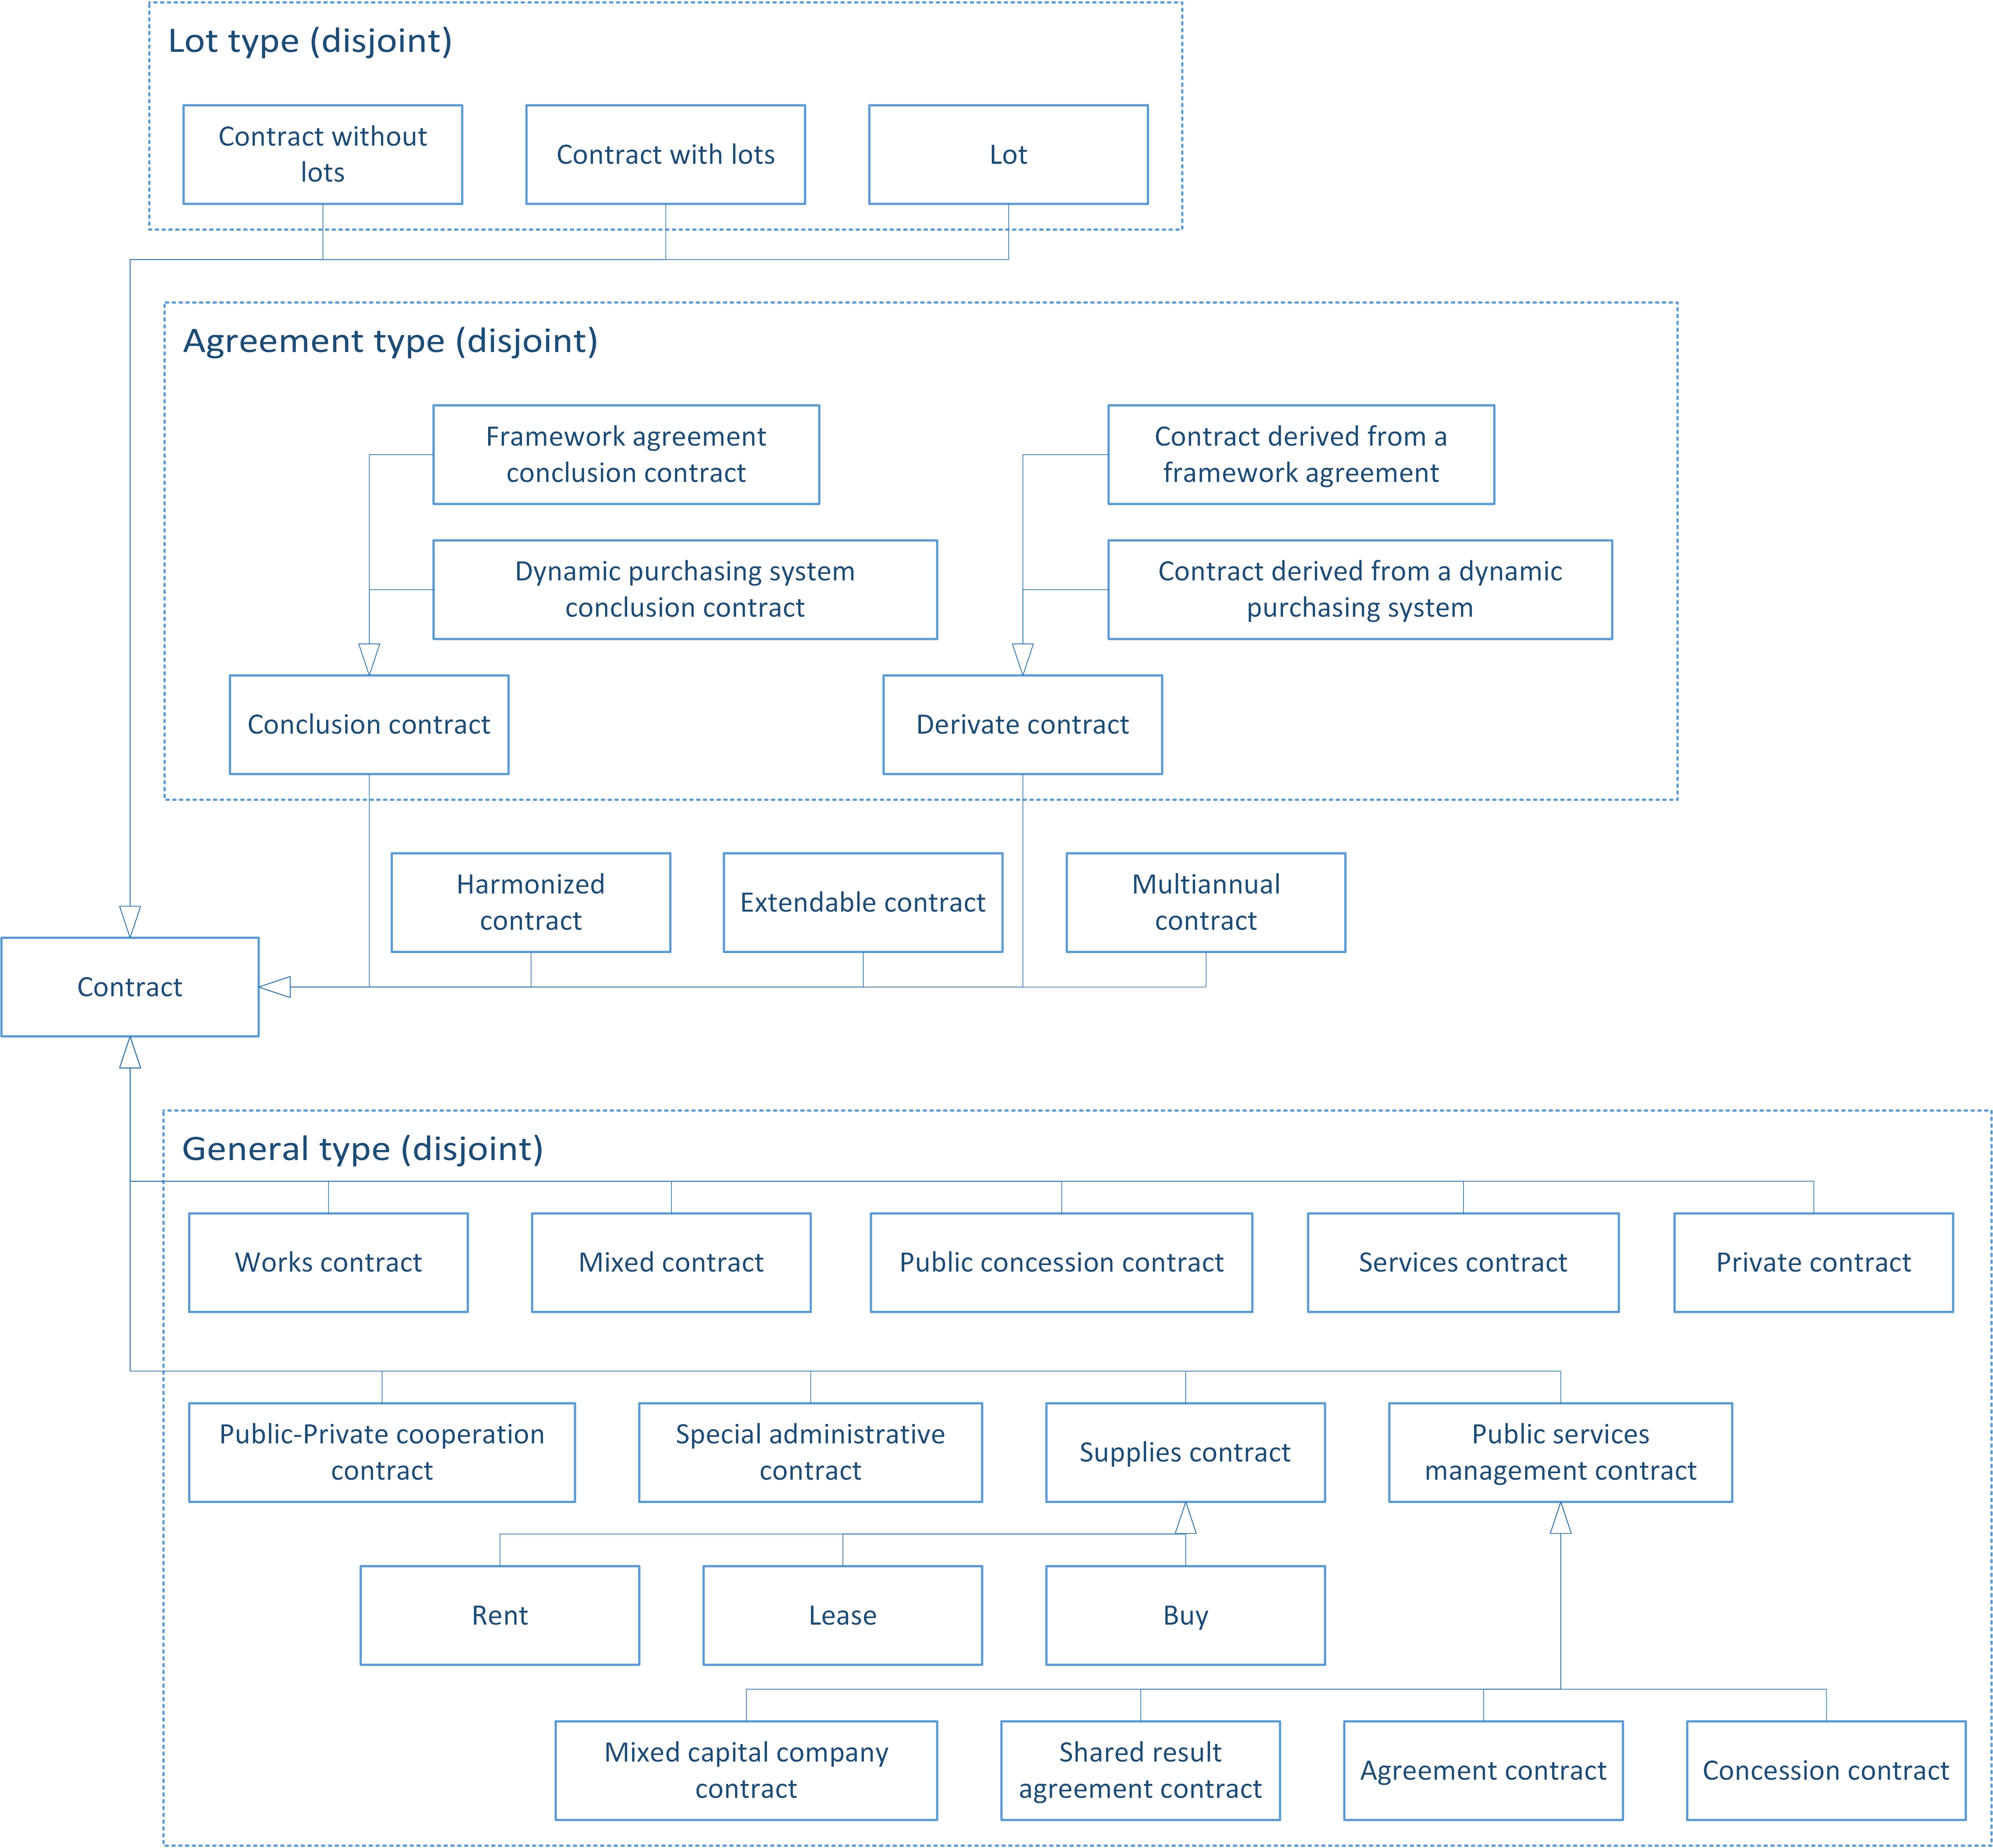 Lot type (disjoint)
Contract without
lots
Contract with lots
Lot
Agreement type (disjoint)
Framework agreement
conclusion contract
Contract derived from a
framework agreement
Dynamic purchasing system
conclusion contract
Contract derived from a dynamic
purchasing system
Conclusion contract
Derivate contract
Harmonized
contract
Extendable contract
Multiannual
contract
Contract
General type (disjoint)
Works contract
Mixed contract
Public concession contract
Services contract
Private contract
Public-Private cooperation
contract
Special administrative
contract
Supplies contract
Public services
management contract
Rent
Lease
Buy
Mixed capital company
contract
Shared result
agreement contract
Agreement contract
Concession contract